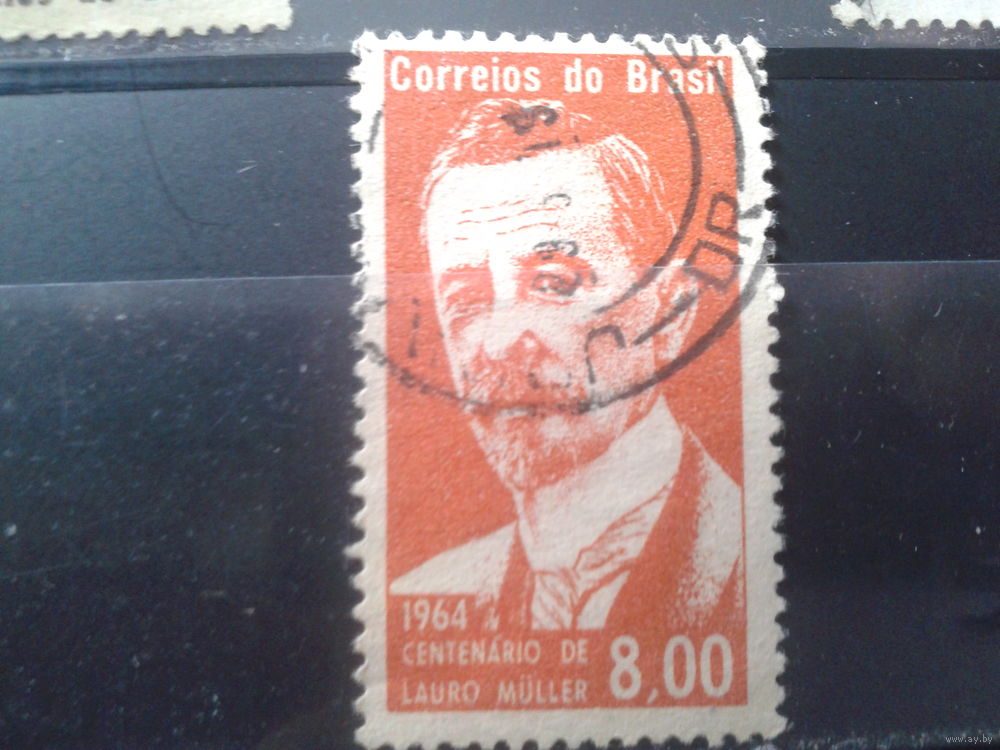 Correios do Brasil
1964
CENTENÁRIO DE
LAURO MÜLLER
8,00
www.ay.by